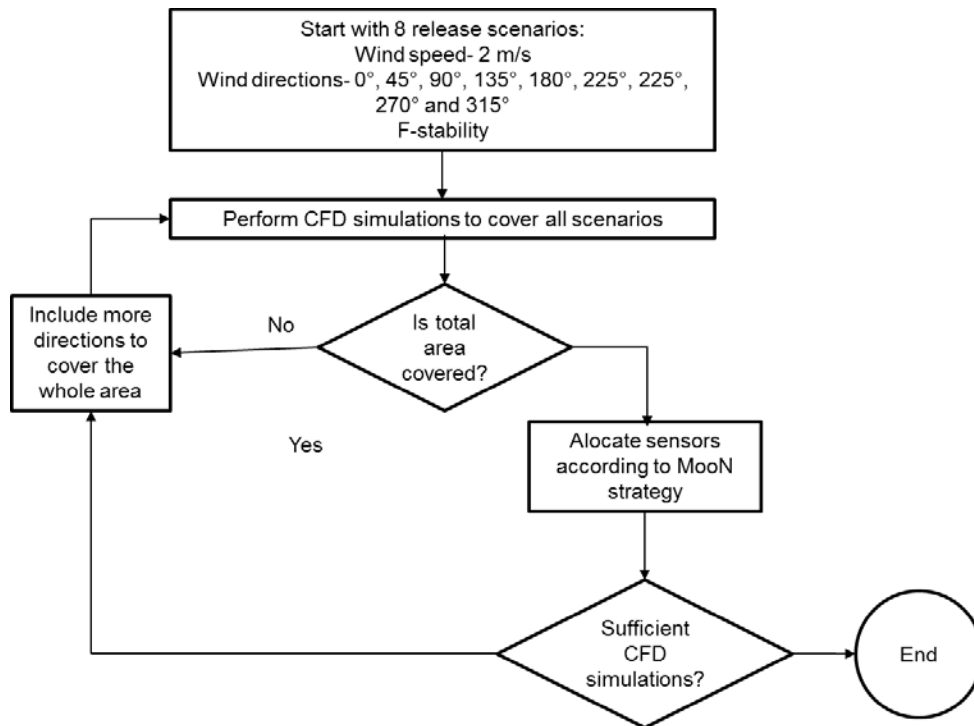 Start with 8 release scenarios:
Wind speed- 2 m/s
Wind directions- 0°, 45°, 90°, 135°, 180°, 225°, 225°,
270° and 315°
F-stability
Perform CFD simulations to cover all scenarios
Include more
directions to
cover the
whole area
No
Is total
area
covered?
Yes
Alocate sensors
according to MooN
strategy
Sufficient
CFD
simulations?
End